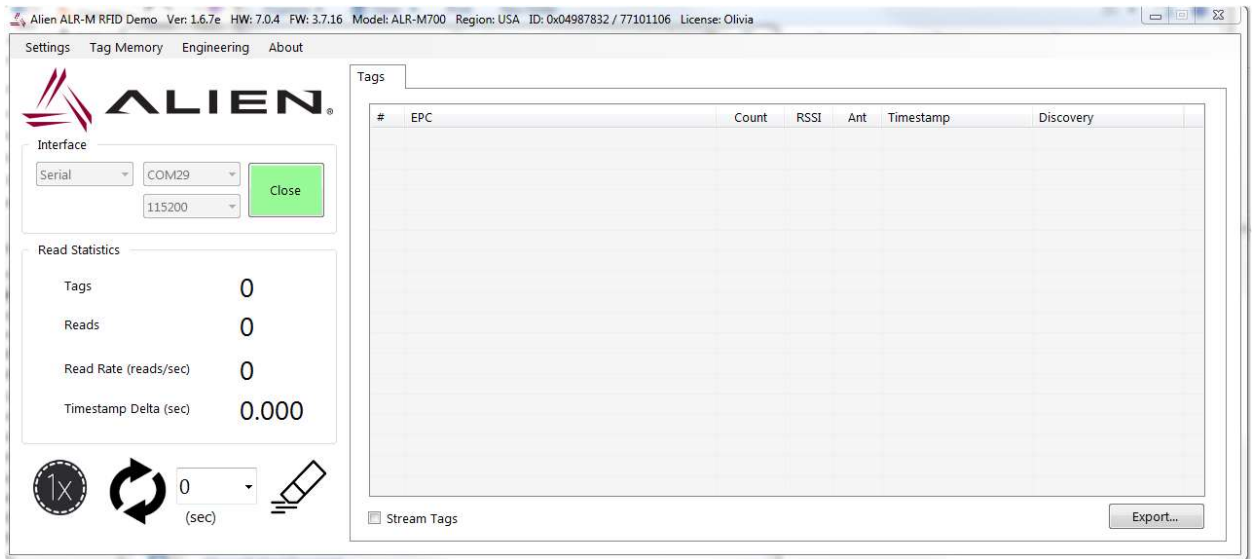 Alien ALR-M RFID Demo Ver: 1.6.7e HW: 7.0.4 FW: 3.7.16 Model: ALR-M700 Region: USA ID: 0x04987832 / 77101106 License: Olivia
Settings Tag Memory Engineering About
ALIEN®
Interface
Serial COM29 Close
115200
Read Statistics
Tags 0
Reads 0
Read Rate (reads/sec) 0
Timestamp Delta (sec) 0.000
1x 0
(sec)
Tags
# EPC Count RSSI Ant Timestamp Discovery
Stream Tags Export...